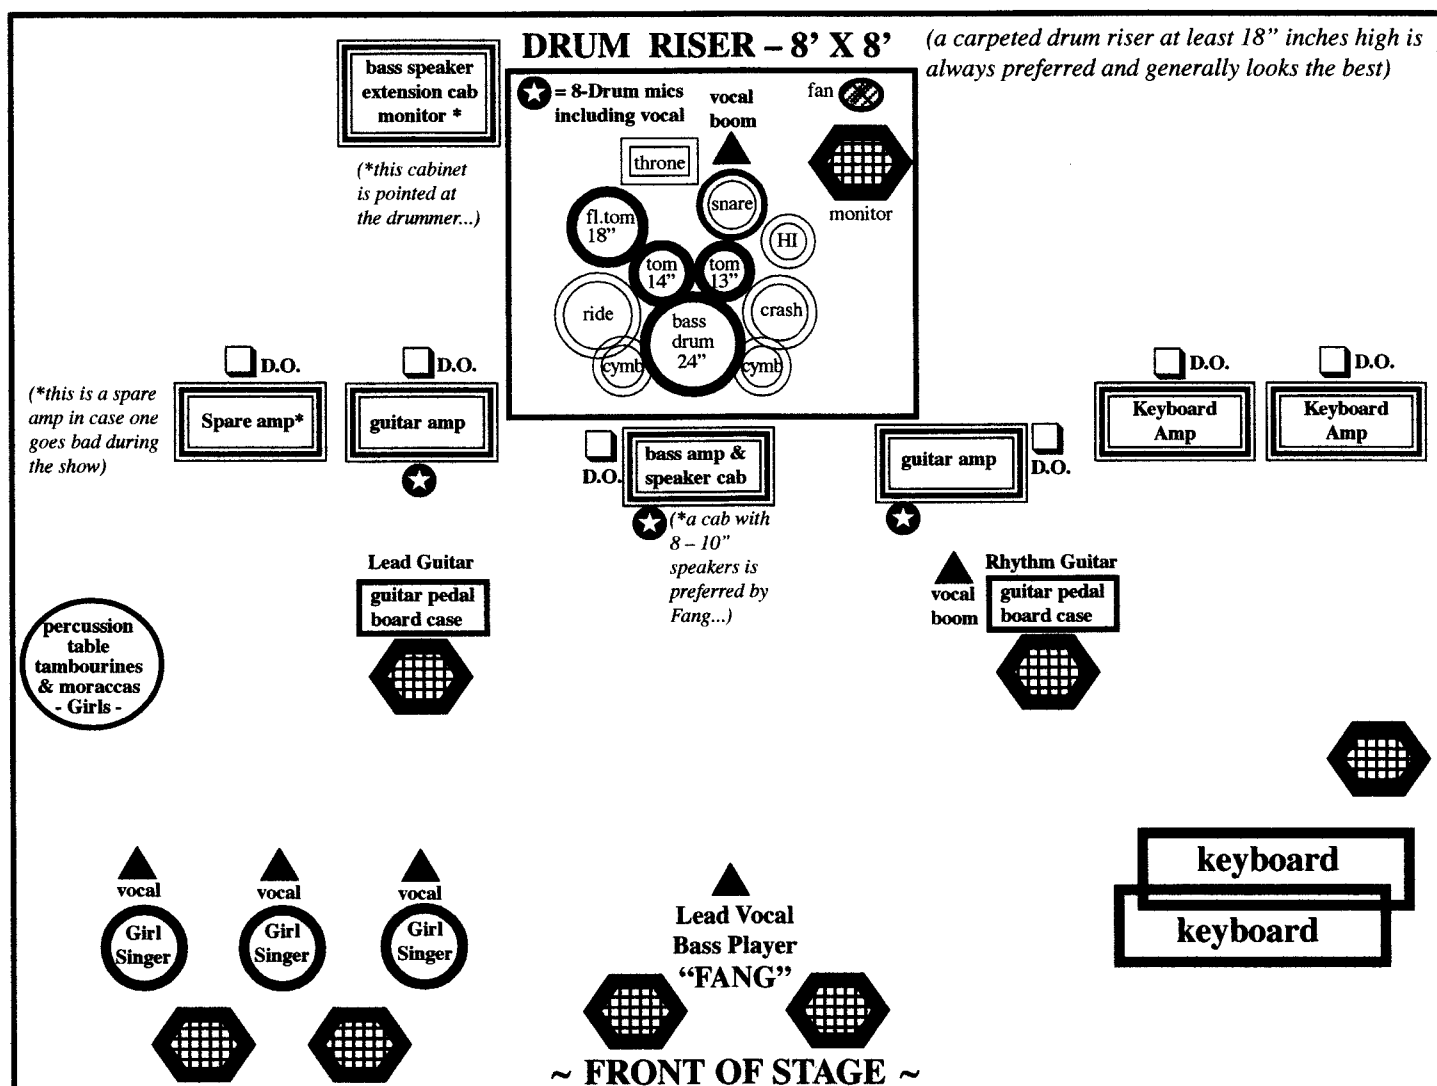 DRUM RISER – 8’ X 8’
(a carpeted drum riser at least 18” inches high is
always preferred and generally looks the best)
bass speaker
extension cab
monitor *
(*this cabinet
is pointed at
the drummer...)
= 8-Drum mics
including vocal
vocal
boom
fan
throne
monitor
snare
fl.tom
18”
HI
tom
14”
tom
13”
ride
crash
bass
drum
24”
cymb
cymb
(*this is a spare
amp in case one
goes bad during
the show)
D.O.
Spare amp*
D.O.
guitar amp
D.O.
bass amp &
speaker cab
(*a cab with
8 – 10”
speakers is
preferred by
Fang...)
guitar amp
D.O.
D.O.
Keyboard
Amp
D.O.
Keyboard
Amp
Lead Guitar
guitar pedal
board case
vocal
boom
Rhythm Guitar
guitar pedal
board case
percussion
table
tambourines
& moraccas
- Girls -
vocal
Girl
Singer
vocal
Girl
Singer
vocal
Girl
Singer
Lead Vocal
Bass Player
“FANG”
keyboard
keyboard
~ FRONT OF STAGE ~